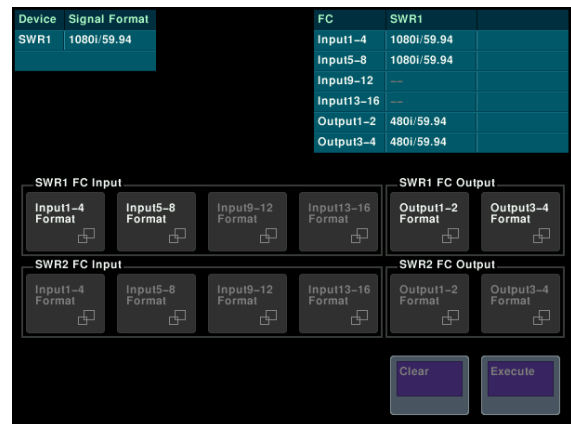 Device Signal Format
SWR1 1080i/59.94
FC SWR1
Input1–4 1080i/59.94
Input5–8 1080i/59.94
Input9–12 ––
Input13–16 ––
Output1–2 480i/59.94
Output3–4 480i/59.94
SWR1 FC Input
Input1–4 Format
Input5–8 Format
Input9–12 Format
Input13–16 Format
SWR1 FC Output
Output1–2 Format
Output3–4 Format
SWR2 FC Input
Input1–4 Format
Input5–8 Format
Input9–12 Format
Input13–16 Format
SWR2 FC Output
Output1–2 Format
Output3–4 Format
Clear
Execute